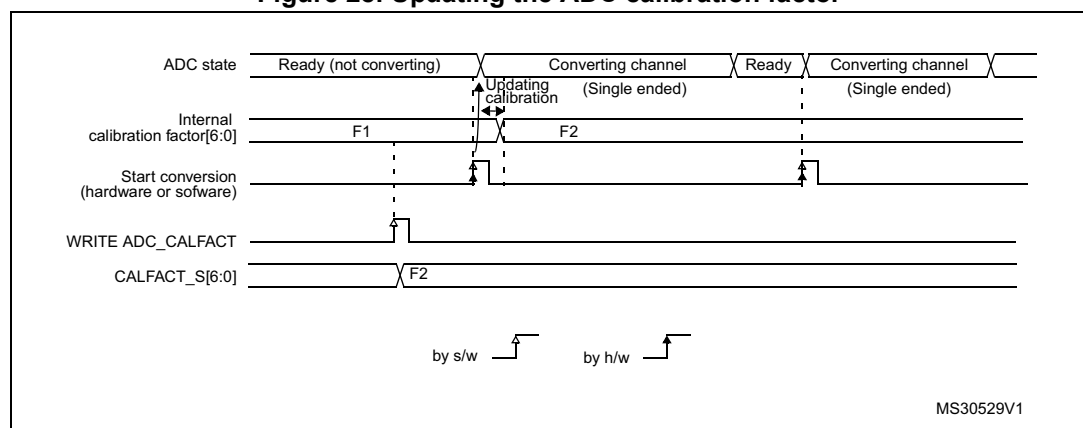 Figure 28. Updating the ADC calibration factor
ADC state
Ready (not converting)
Converting channel
Ready
Converting channel
Updating
calibration
(Single ended)
(Single ended)
Internal
calibration factor[6:0]
F1
F2
Start conversion
(hardware or sofware)
WRITE ADC_CALFACT
CALFACT_S[6:0]
F2
by s/w
by h/w
MS30529V1